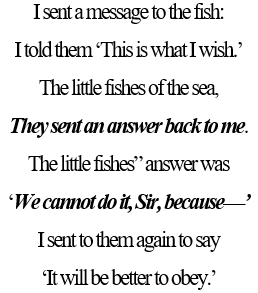 I sent a message to the fish:
I told them ‘This is what I wish.’
The little fishes of the sea,
They sent an answer back to me.
The little fishes” answer was
‘We cannot do it, Sir, because—’
I sent to them again to say
‘It will be better to obey.’